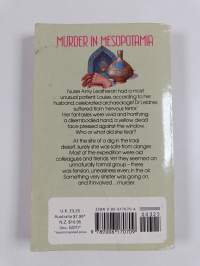 MURDER IN MESOPOTAMIA
Nurse Amy Leatheran had a most
unusual patient: Louise, according to
her husband, celebrated archaeologist Dr Leidner,
suffered from 'nervous terror'.
Her fantasies were vivid and horrifying:
a disembodied hand; a yellow, dead
face pressed against the window.
Who or what did she fear?
At the site of a dig in the Iraqi
desert, surely she was safe from danger.
Most of the expedition were old
colleagues and friends. Yet they seemed an
unnaturally formal group – there
was tension, uneasiness even, in the air.
Something very sinister was going
on, and it involved... murder.
U.K. £3.25